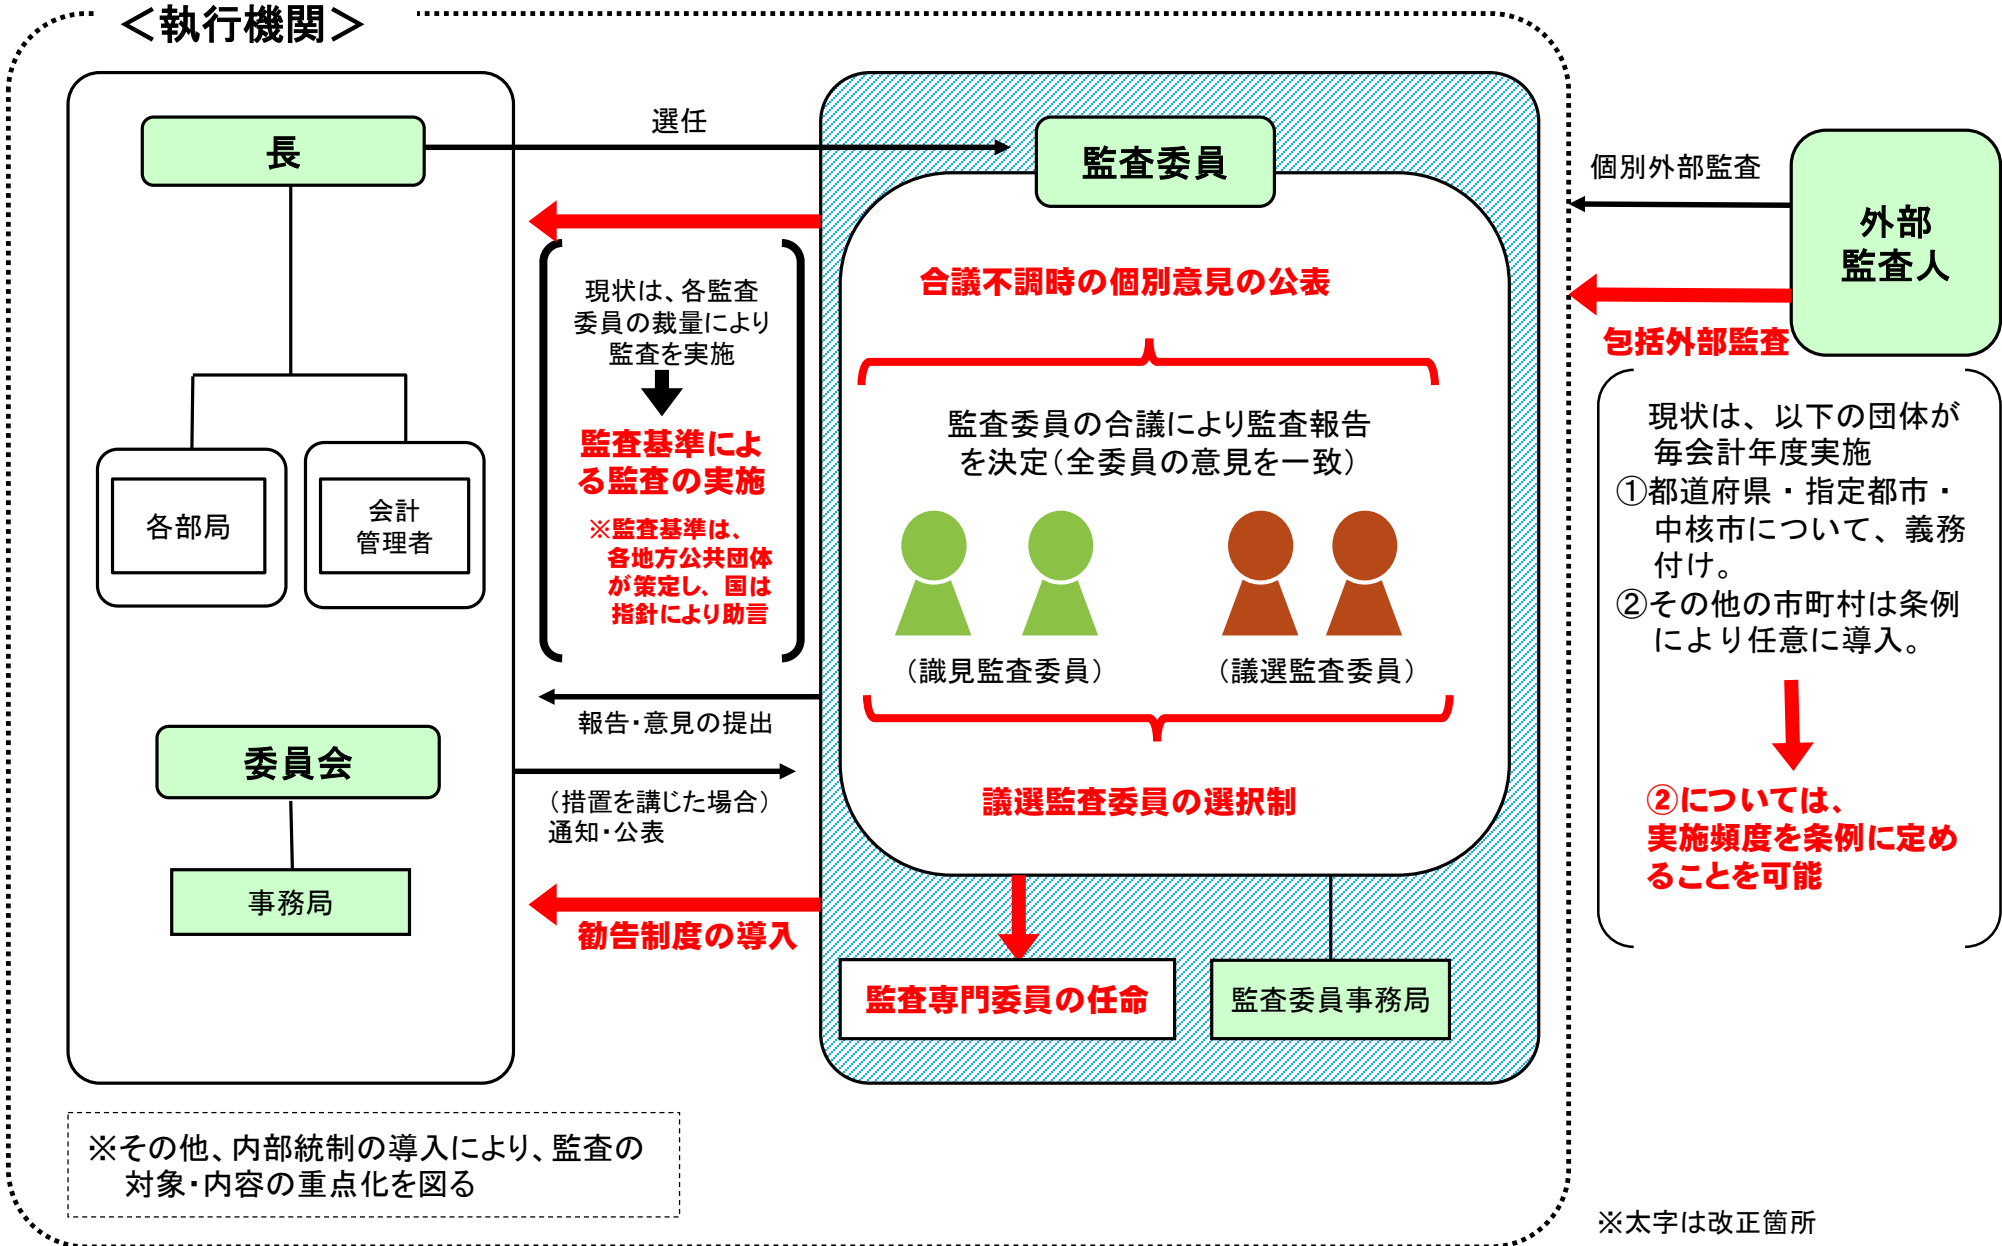 ＜執行機関＞
長
選任
監査委員
個別外部監査
外部
監査人
包括外部監査
現状は、各監査
委員の裁量により
監査を実施
監査基準によ
る監査の実施
※監査基準は、
各地方公共団体
が策定し、国は
指針により助言
合議不調時の個別意見の公表
監査委員の合議により監査報告
を決定（全委員の意見を一致）
（識見監査委員）
（議選監査委員）
議選監査委員の選択制
各部局
会計
管理者
委員会
事務局
報告・意見の提出
（措置を講じた場合）
通知・公表
勧告制度の導入
監査専門委員の任命
監査委員事務局
現状は、以下の団体が
毎会計年度実施
①都道府県・指定都市・
中核市について、義務
付け。
②その他の市町村は条例
により任意に導入。
②については、
実施頻度を条例に定め
ることを可能
※その他、内部統制の導入により、監査の
対象・内容の重点化を図る
※太字は改正箇所